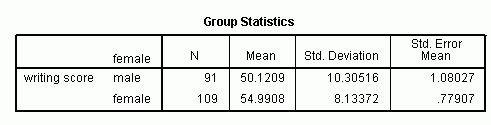 Group Statistics
female N Mean Std. Deviation Std. Error Mean
writing score male 91 50.1209 10.30516 1.08027
female 109 54.9908 8.13372 .77907